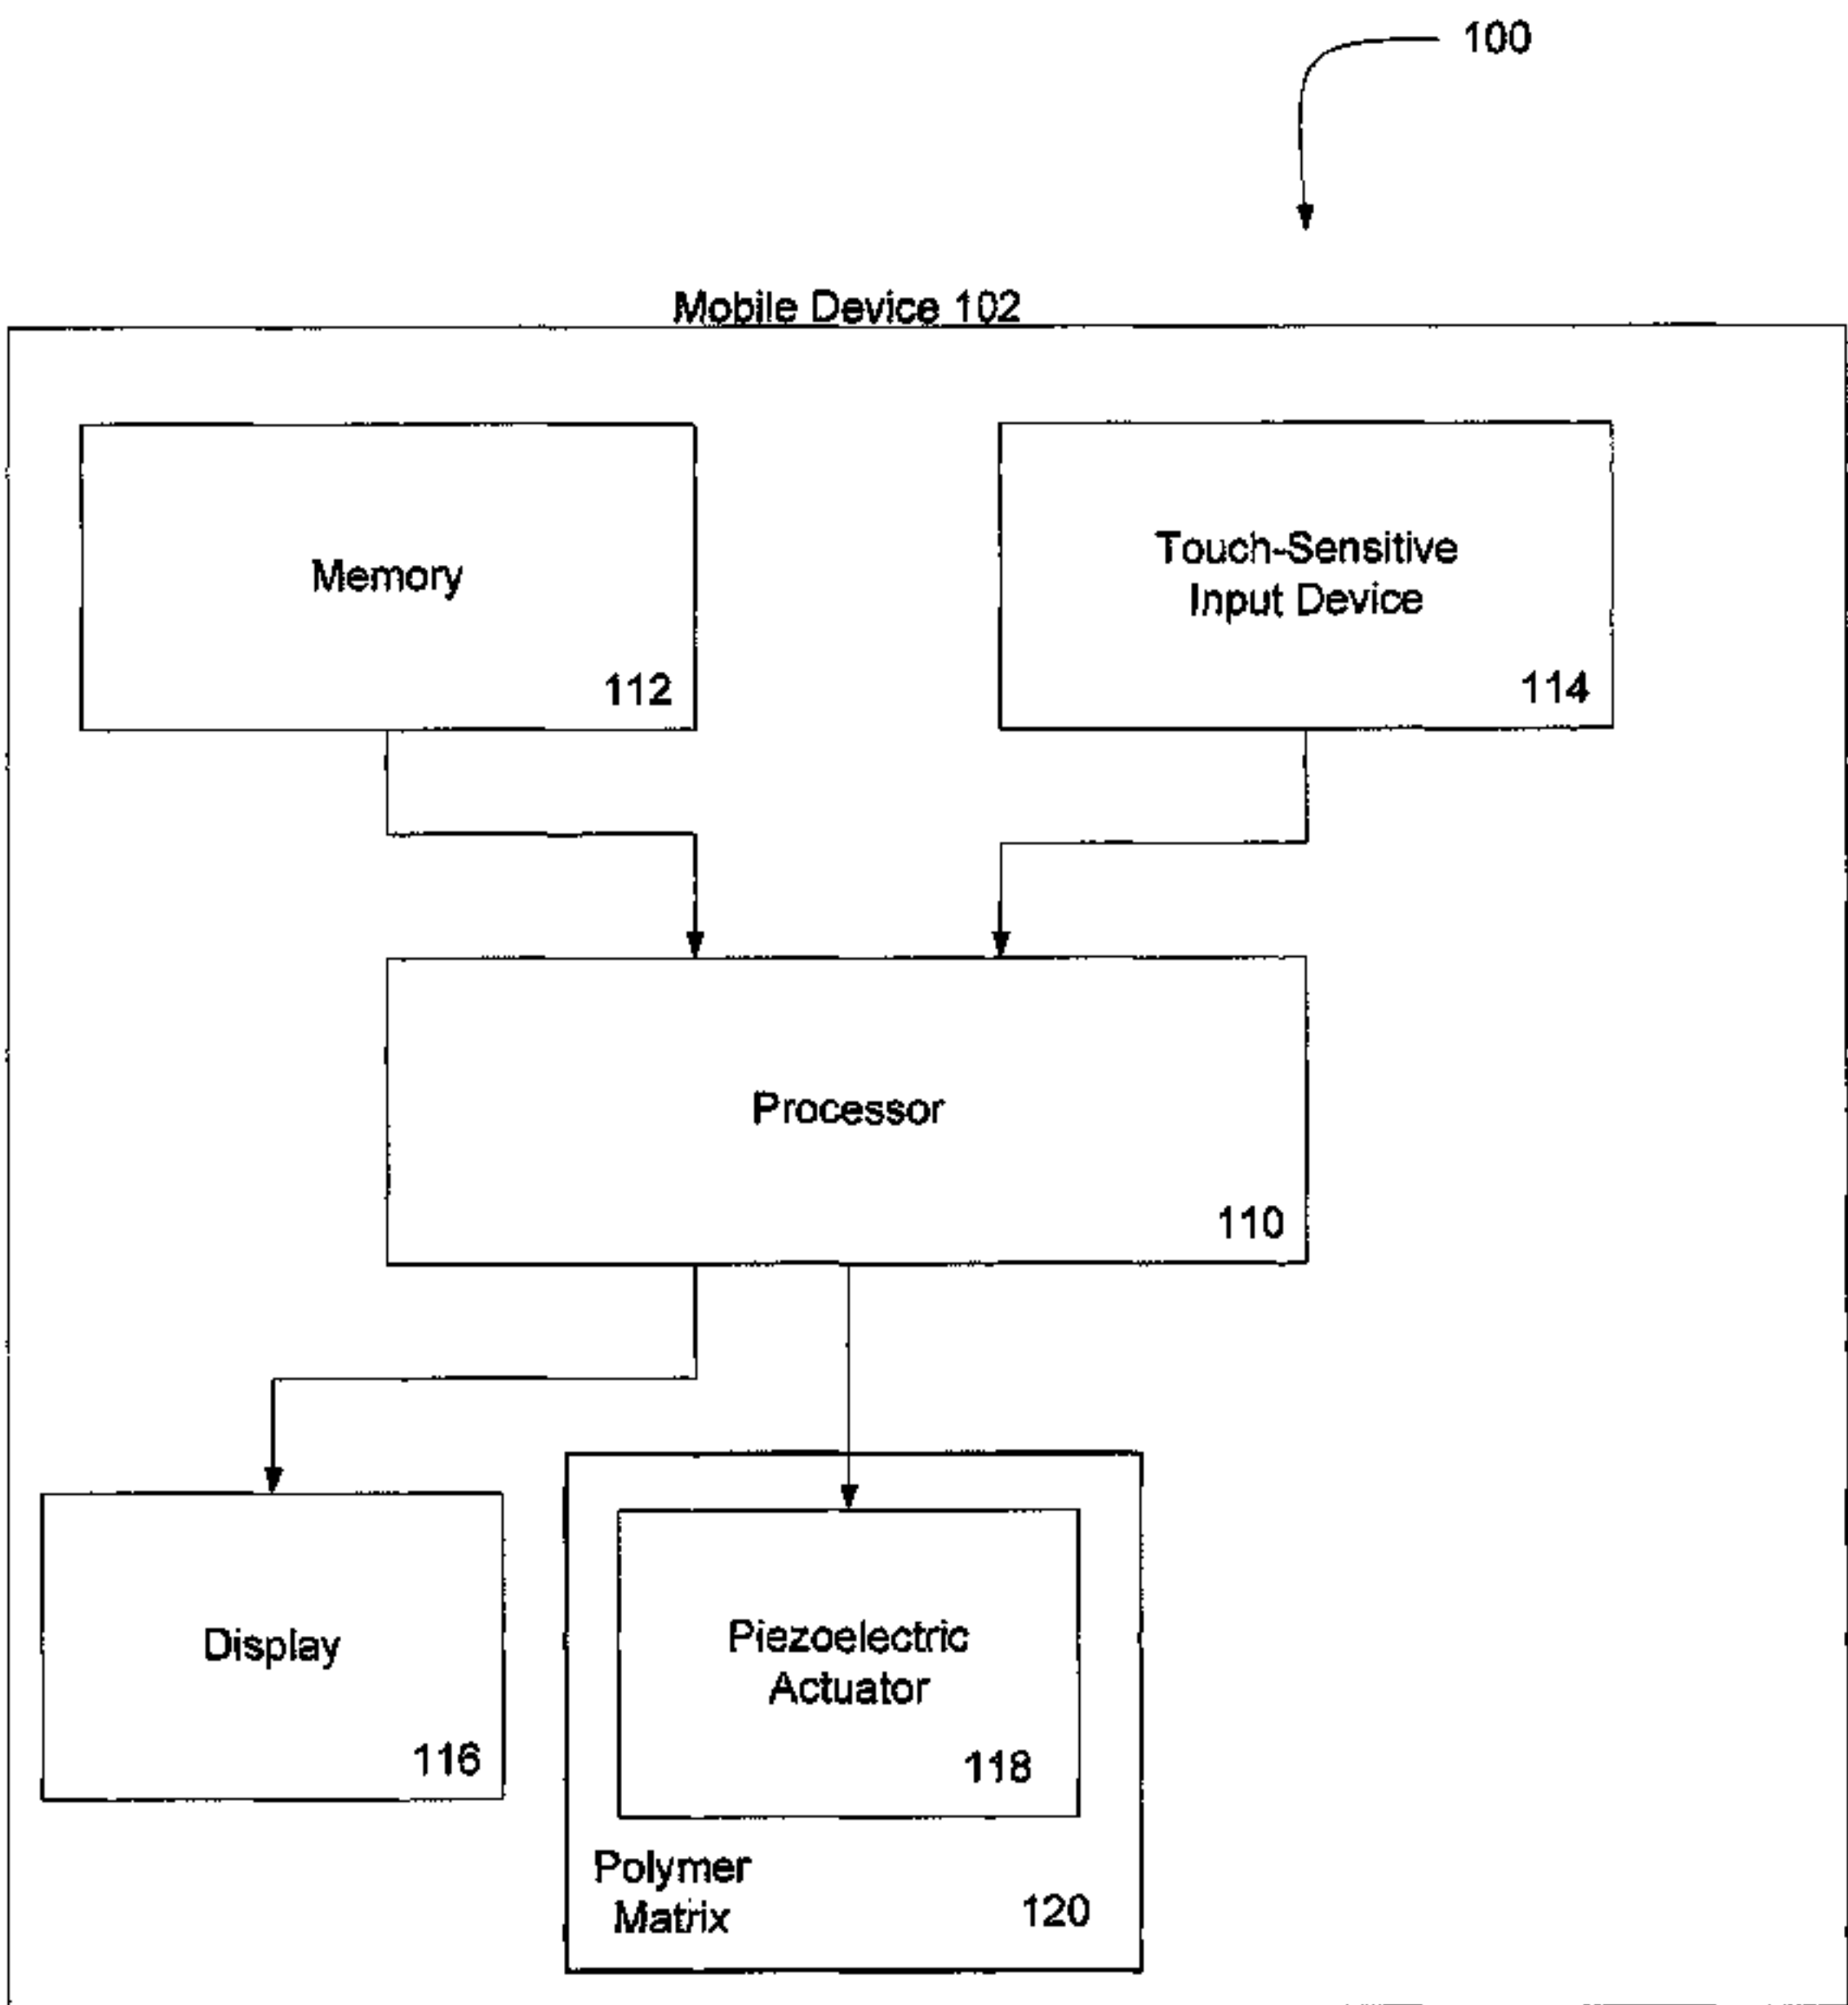 100
Mobile Device 102
Memory
112
Touch-Sensitive
Input Device
114
Processor
110
Display
116
Piezoelectric
Actuator
118
Polymer
Matrix
120